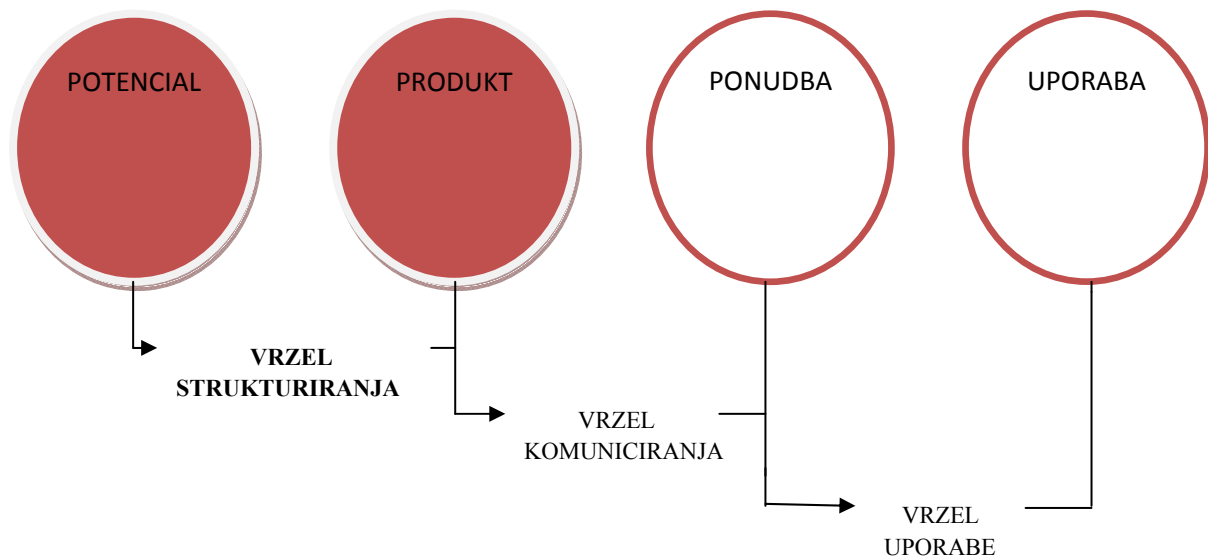 POTENCIAL
PRODUKT
PONUDBA
UPORABA
VRZEL
STRUKTURIRANJA
VRZEL
KOMUNICIRANJA
VRZEL
UPORABE